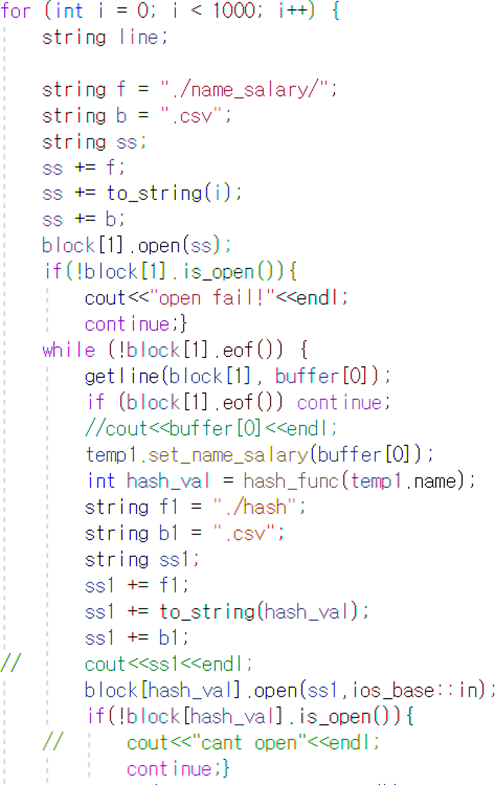 for (int i = 0; i < 1000; i++) {
string line;
string f = "./name_salary/";
string b = ".csv";
string ss;
ss += f;
ss += to_string(i);
ss += b;
block[1].open(ss);
if(!block[1].is_open()){
cout<<"open fail!"<<endl;
continue;}
while (!block[1].eof()) {
getline(block[1], buffer[0]);
if (block[1].eof()) continue;
//cout<<buffer[0]<<endl;
temp1.set_name_salary(buffer[0]);
int hash_val = hash_func(temp1.name);
string f1 = "./hash";
string b1 = ".csv";
string ss1;
ss1 += f1;
ss1 += to_string(hash_val);
ss1 += b1;
// cout<<ss1<<endl;
block[hash_val].open(ss1,ios_base::in);
if(!block[hash_val].is_open()){
// cout<<"cant open"<<endl;
continue;}